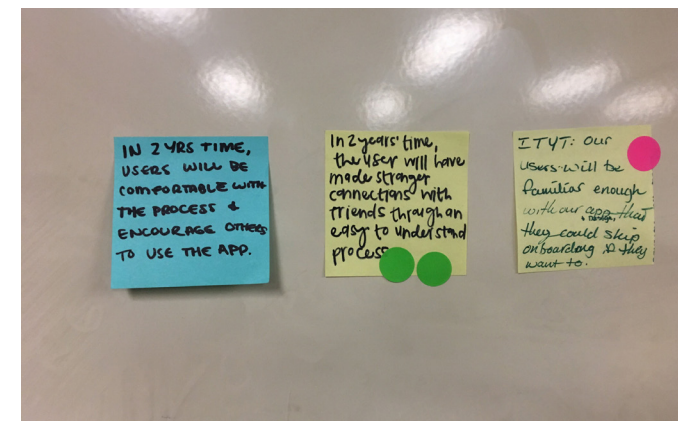 IN 2 YRS TIME,
USERS WILL BE
COMFORTABLE WITH
THE PROCESS &
ENCOURAGE OTHERS
TO USE THE APP.
In 2 years' time,
the user will have
made stronger
connections with
friends through an
easy to understand
process
ITYT: Our
users will be
familiar enough
with our app that
DESIGN
they could skip
onboarding if they
want to.